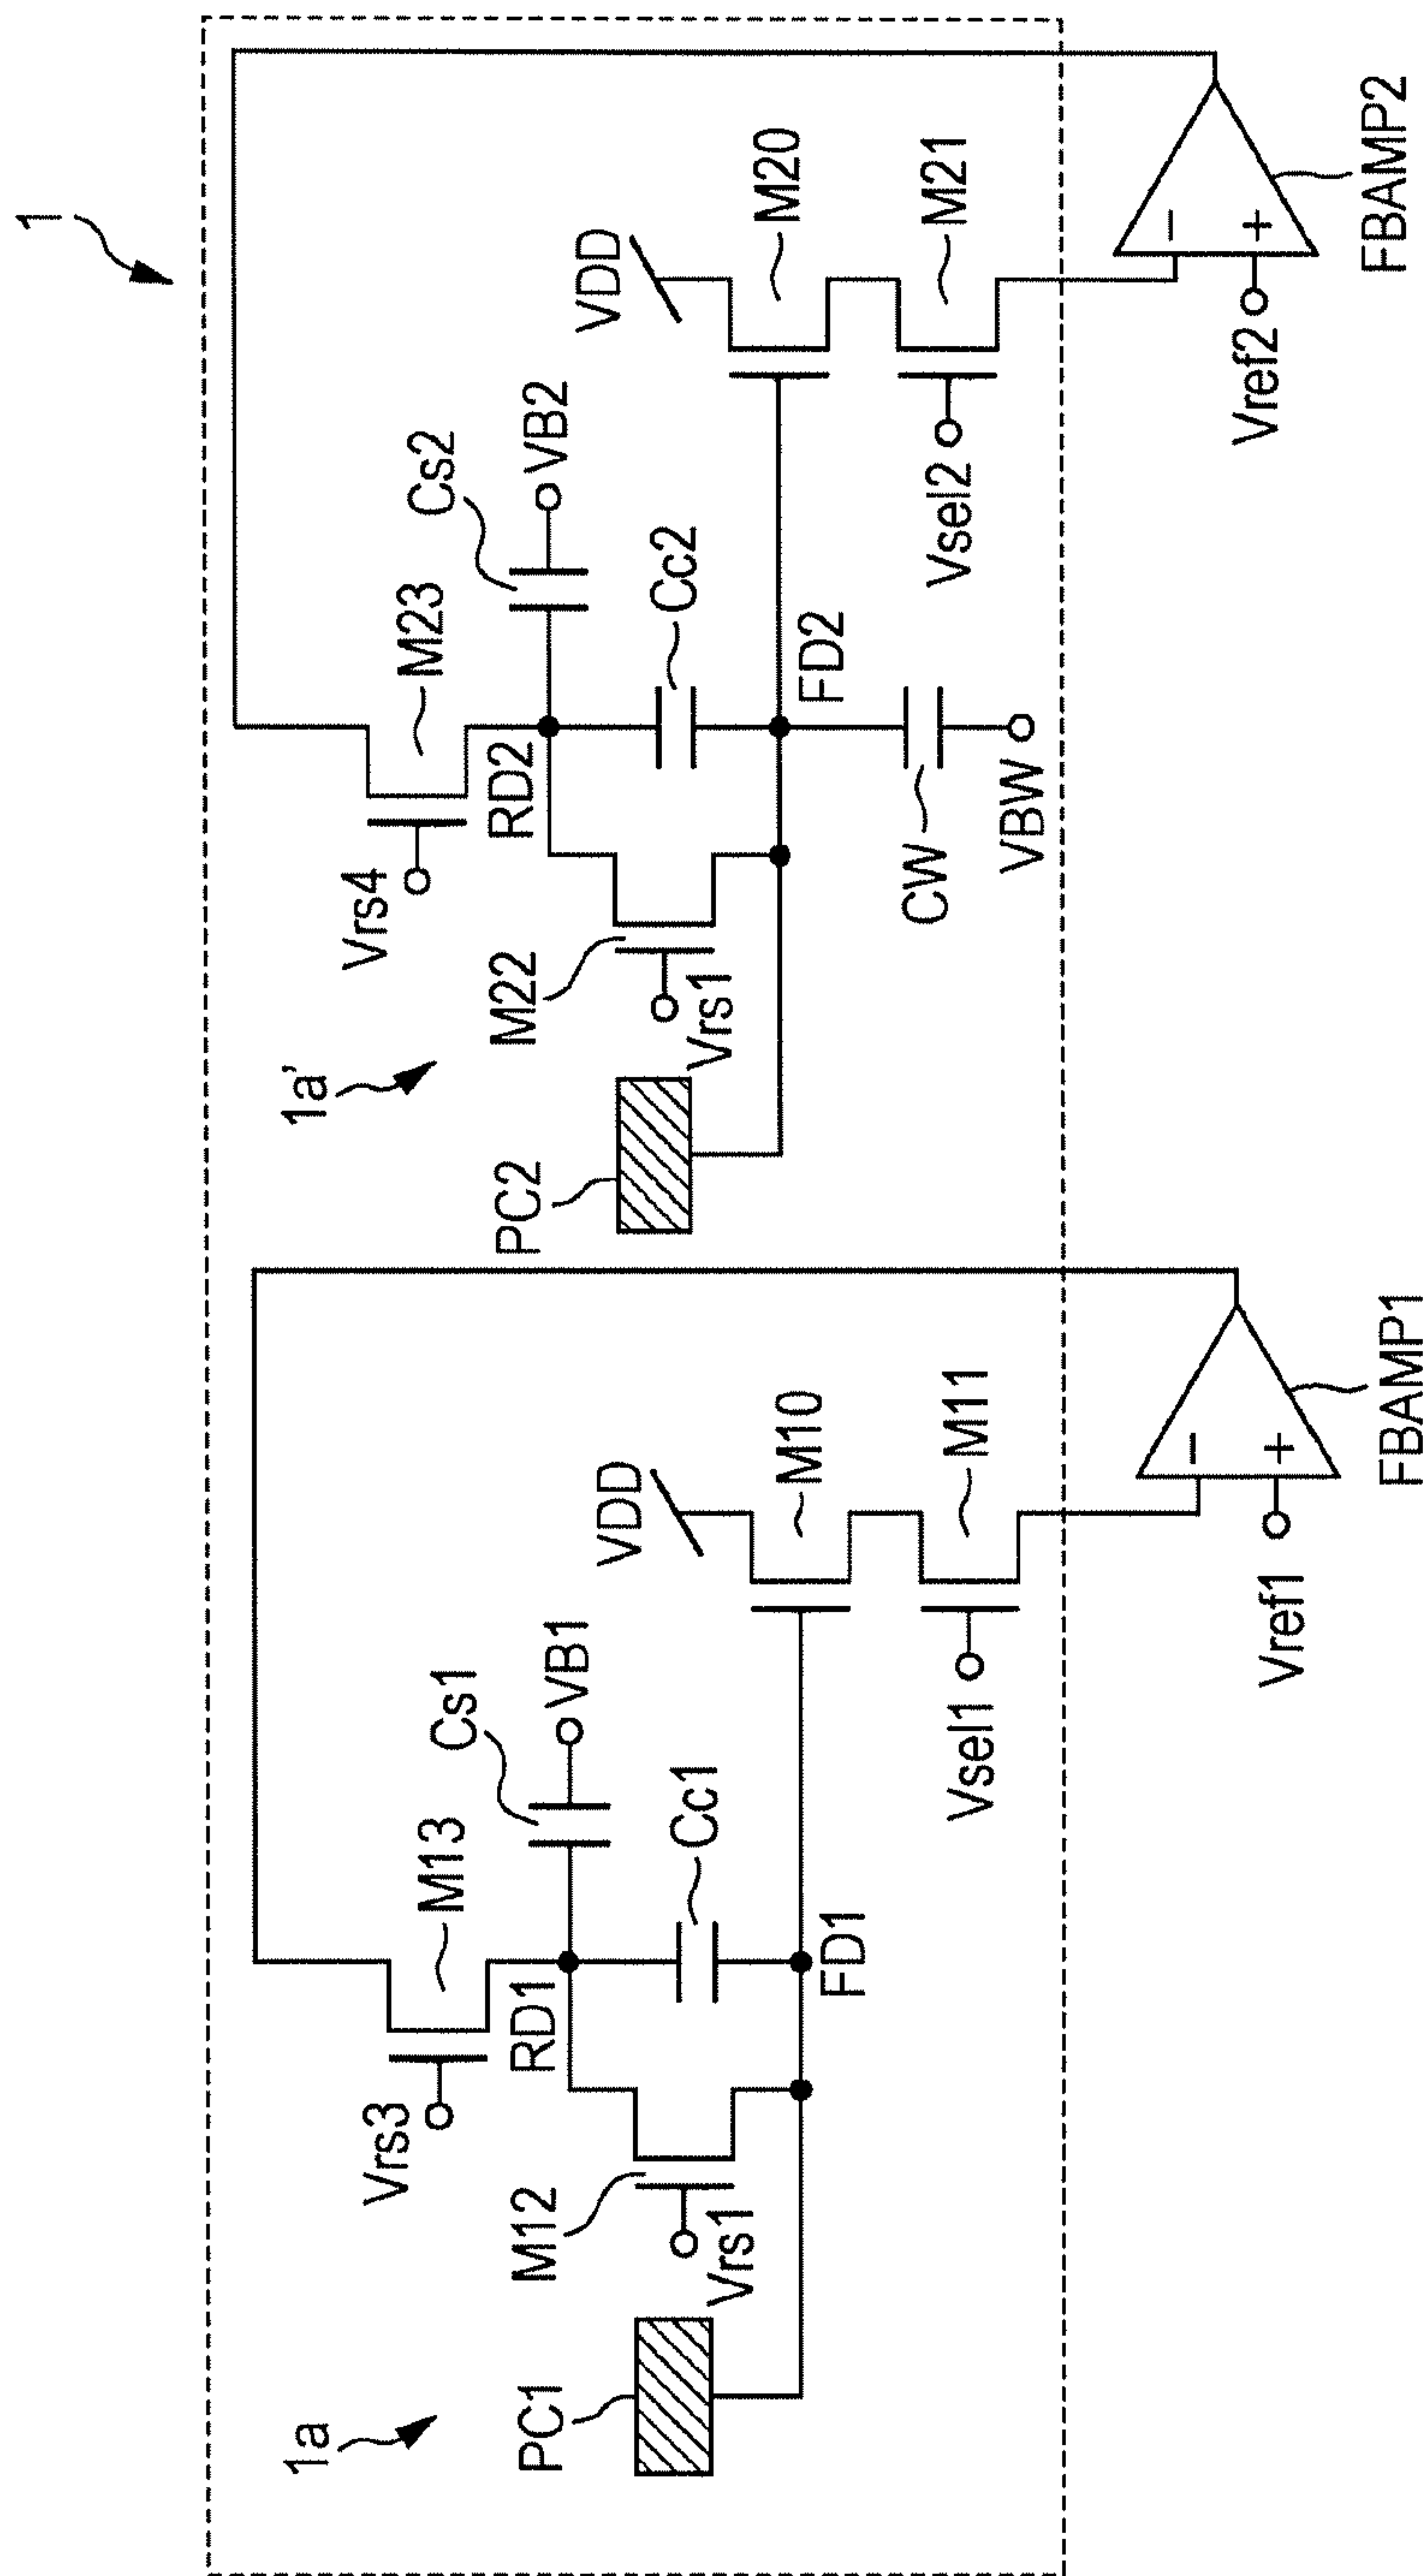 1
1a
PC1
M12
Vrs1
Vrs3
M13
RD1
Cs1
VB1
Cc1
FD1
VDD
M10
M11
Vsel1
Vref1
−
+
FBAMP1
1a'
PC2
M22
Vrs1
Vrs4
M23
RD2
Cs2
VB2
Cc2
FD2
CW
VBW
VDD
M20
M21
Vsel2
Vref2
−
+
FBAMP2